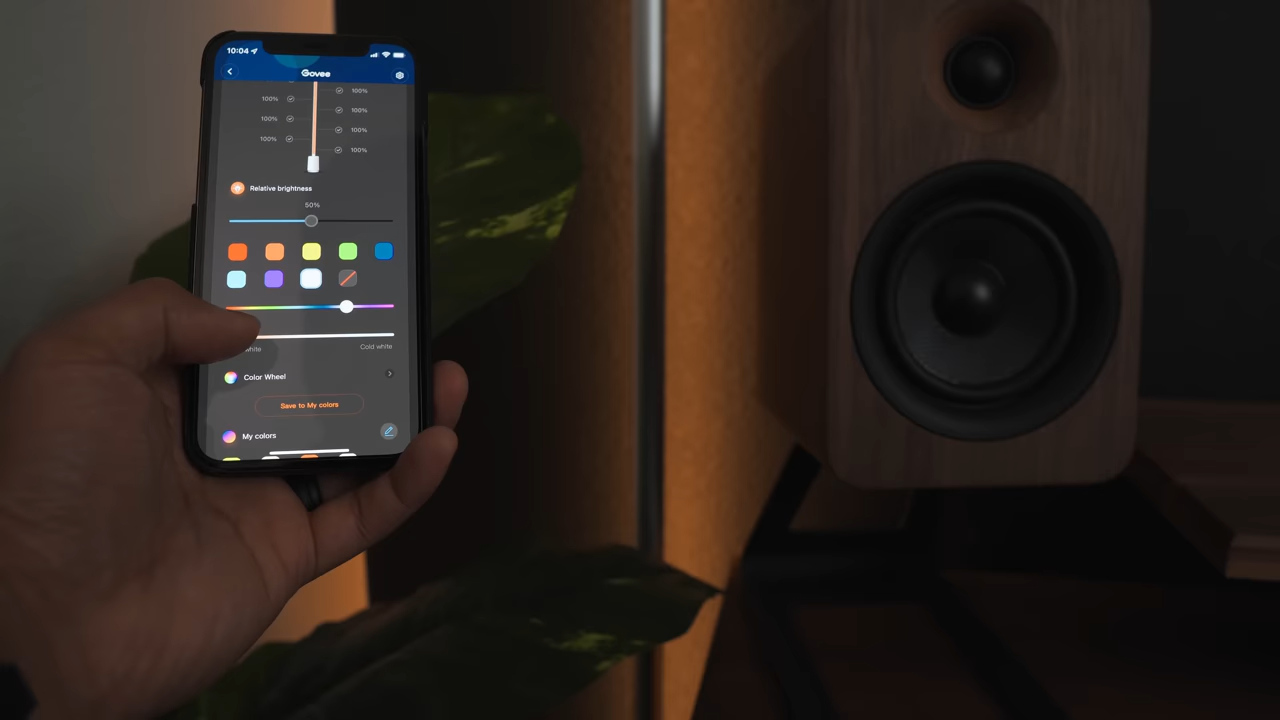 10:04
Govee
100%
100% 100%
100% 100%
100% 100%
Relative brightness
50%
white Cold white
Color Wheel
Save to My colors
My colors